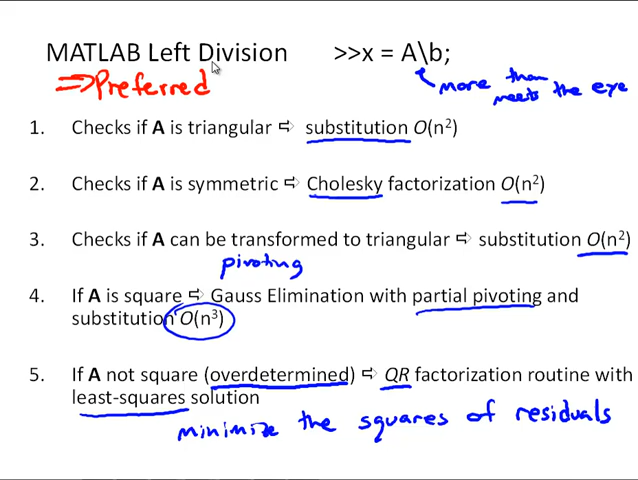 MATLAB Left Division >>x = A\b;
⇒Preferred
more than meets the eye
1. Checks if A is triangular ⇨ substitution O(n²)
2. Checks if A is symmetric ⇨ Cholesky factorization O(n²)
3. Checks if A can be transformed to triangular ⇨ substitution O(n²)
pivoting
4. If A is square ⇨ Gauss Elimination with partial pivoting and
substitution O(n³)
5. If A not square (overdetermined) ⇨ QR factorization routine with
least-squares solution
minimize the squares of residuals